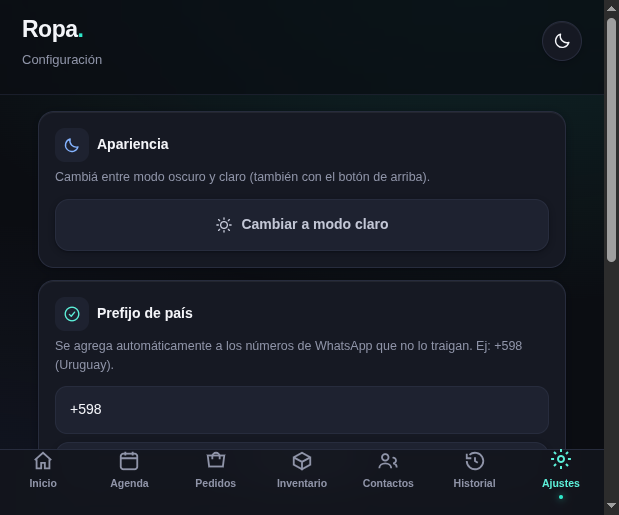 Ropa.
Configuración
Apariencia
Cambiá entre modo oscuro y claro (también con el botón de arriba).
Cambiar a modo claro
Prefijo de país
Se agrega automáticamente a los números de WhatsApp que no lo traigan. Ej: +598
(Uruguay).
+598
Inicio
Agenda
Pedidos
Inventario
Contactos
Historial
Ajustes